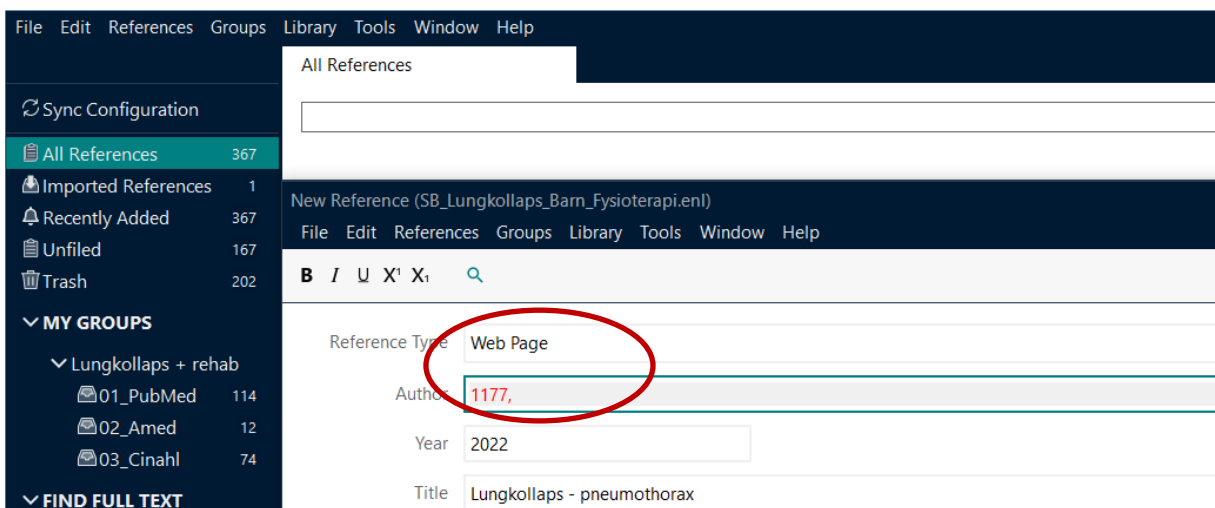 File Edit References Groups Library Tools Window Help
All References
Sync Configuration
All References 367
Imported References 1
Recently Added 367
Unfiled 167
Trash 202
MY GROUPS
Lungkollaps + rehab
01_PubMed 114
02_Amed 12
03_Cinahl 74
FIND FULL TEXT
New Reference (SB_Lungkollaps_Barn_Fysioterapi.enl)
File Edit References Groups Library Tools Window Help
B I U X¹ X₁
Reference Type Web Page
Author 1177,
Year 2022
Title Lungkollaps - pneumothorax